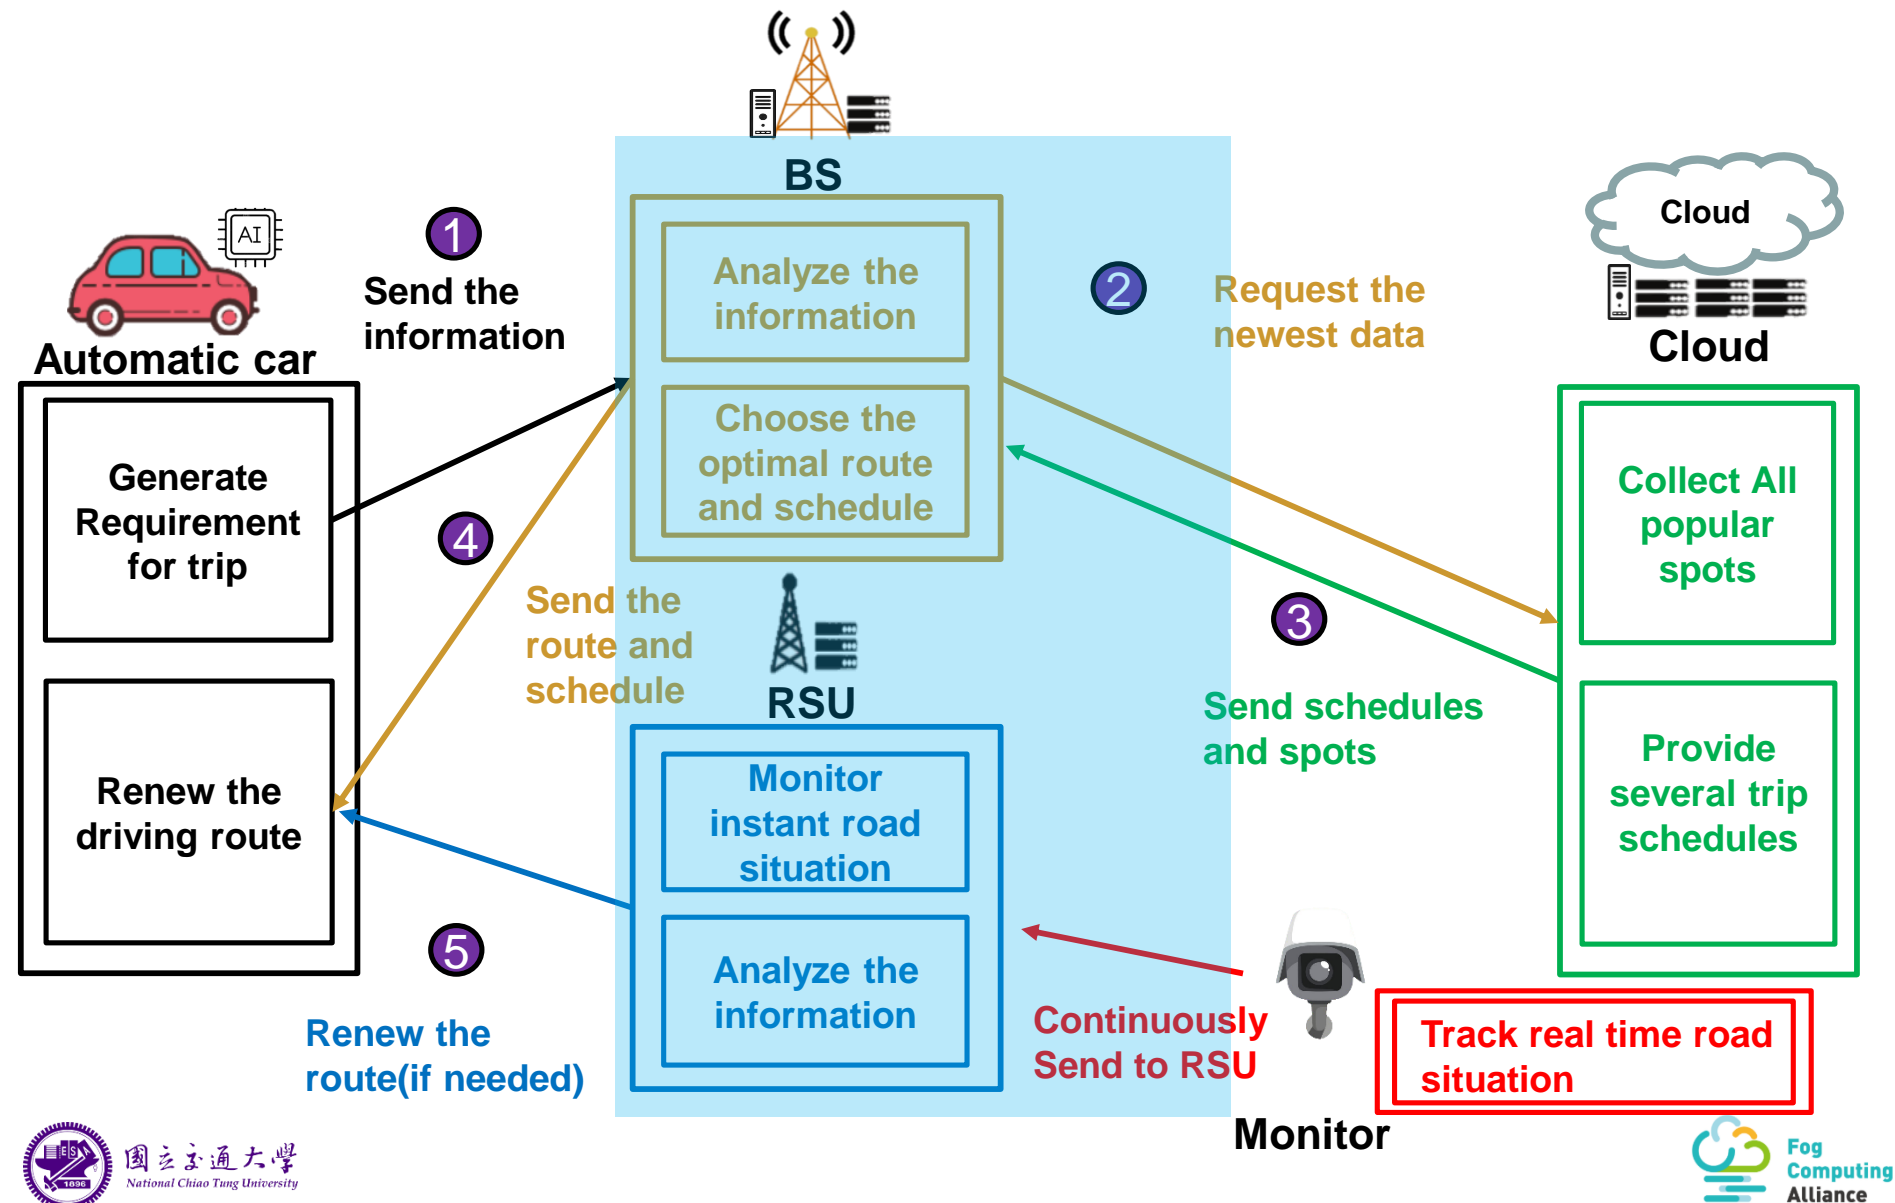 BS
Cloud
AI
1
Send the
information
Automatic car
Generate
Requirement
for trip
Renew the
driving route
Analyze the
information
Choose the
optimal route
and schedule
2
Request the
newest data
Cloud
Collect All
popular
spots
Provide
several trip
schedules
4
Send the
route and
schedule
3
Send schedules
and spots
RSU
Monitor
instant road
situation
Analyze the
information
5
Renew the
route(if needed)
Continuously
Send to RSU
Monitor
Track real time road
situation
ES
1896
國立交通大學
National Chiao Tung University
Fog
Computing
Alliance